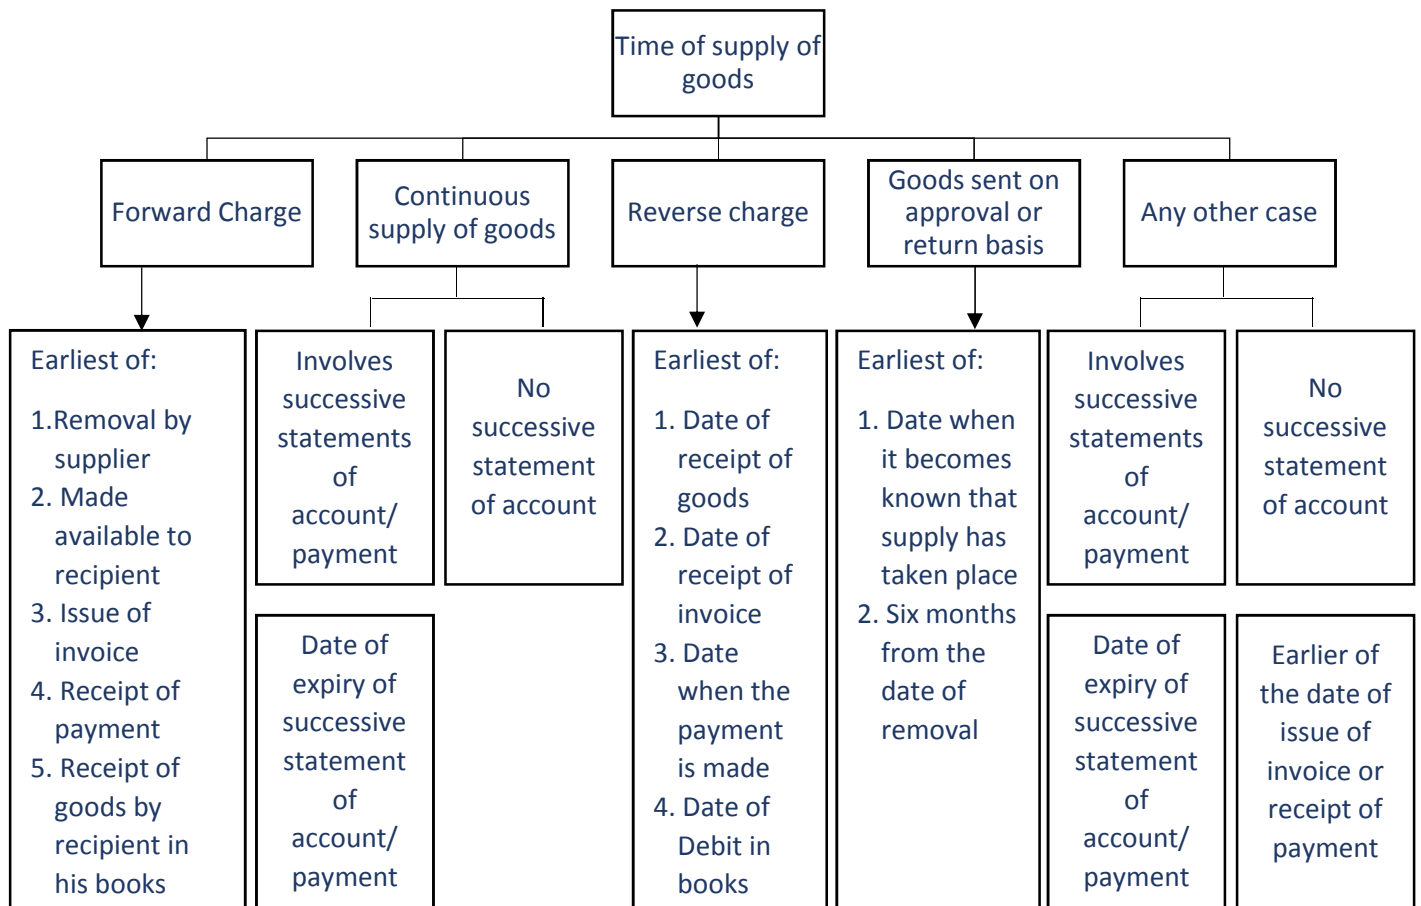 Time of supply of
goods
Forward Charge
Continuous
supply of goods
Reverse charge
Goods sent on
approval or
return basis
Any other case
Earliest of:
1.Removal by
supplier
2. Made
available to
recipient
3. Issue of
invoice
4. Receipt of
payment
5. Receipt of
goods by
recipient in
his books
Involves
successive
statements
of
account/
payment
Date of
expiry of
successive
statement
of
account/
payment
No
successive
statement
of account
Earliest of:
1. Date of
receipt of
goods
2. Date of
receipt of
invoice
3. Date
when the
payment
is made
4. Date of
Debit in
books
Earliest of:
1. Date when
it becomes
known that
supply has
taken place
2. Six months
from the
date of
removal
Involves
successive
statements
of
account/
payment
Date of
expiry of
successive
statement
of
account/
payment
No
successive
statement
of account
Earlier of
the date of
issue of
invoice or
receipt of
payment